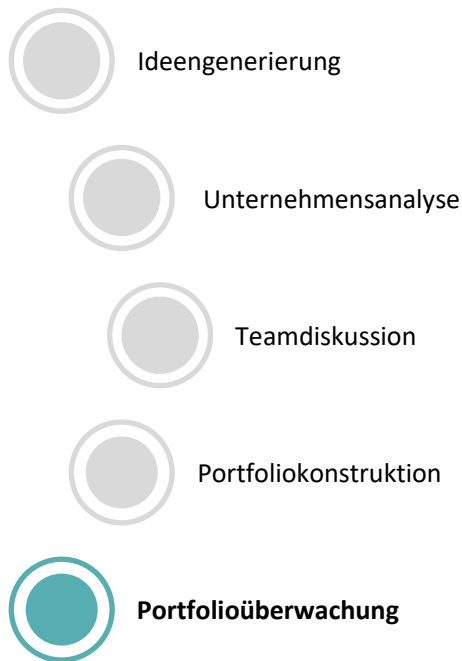 Ideengenerierung
Unternehmensanalyse
Teamdiskussion
Portfoliokonstruktion
Portfolioüberwachung